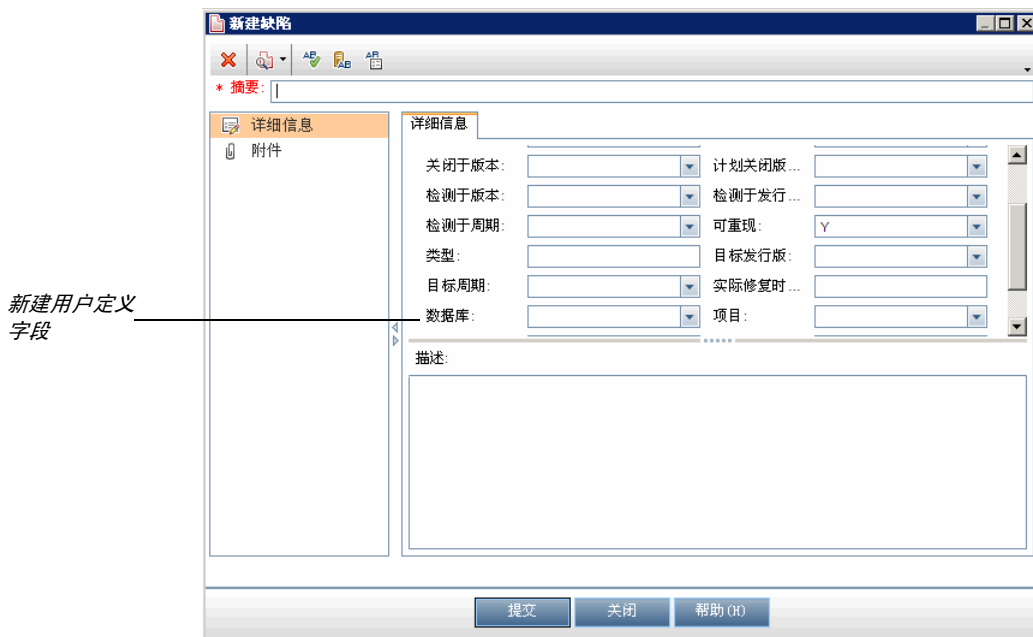 新建缺陷
* 摘要:
详细信息
附件
详细信息
关闭于版本: 计划关闭版...
检测于版本: 检测于发行...
检测于周期: 可重现: Y
类型: 目标发行版:
目标周期: 实际修复时...
数据库: 项目:
新建用户定义
字段
描述:
提交 关闭 帮助(H)